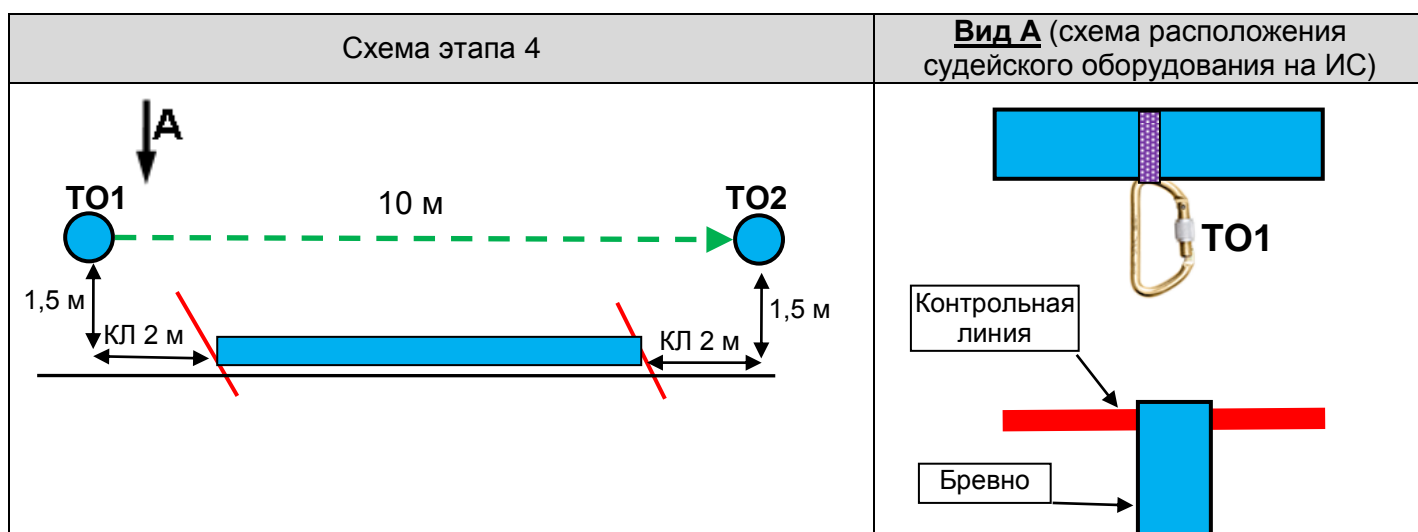 Схема этапа 4
Вид А (схема расположения
судейского оборудования на ИС)
А
ТО1
10 м
ТО2
1,5 м
КЛ 2 м
КЛ 2 м
1,5 м
ТО1
Контрольная
линия
Бревно